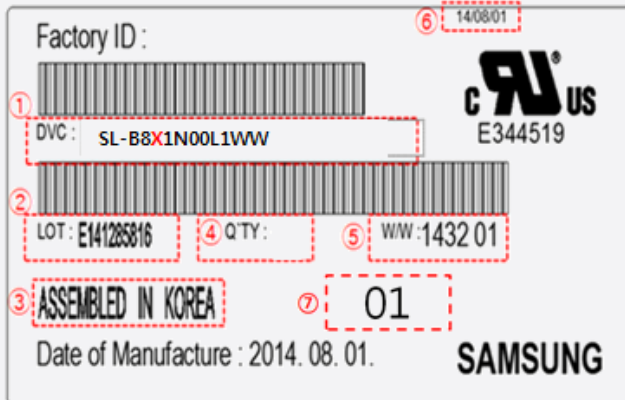 ⑥ 14/08/01
Factory ID :
C UR ® US
E344519
①
DVC : SL-B8X1N00L1WW
②
LOT : E141285816 ④ Q'TY : ⑤ W/W : 1432 01
③ ASSEMBLED IN KOREA ⑦ 01
Date of Manufacture : 2014. 08. 01. SAMSUNG